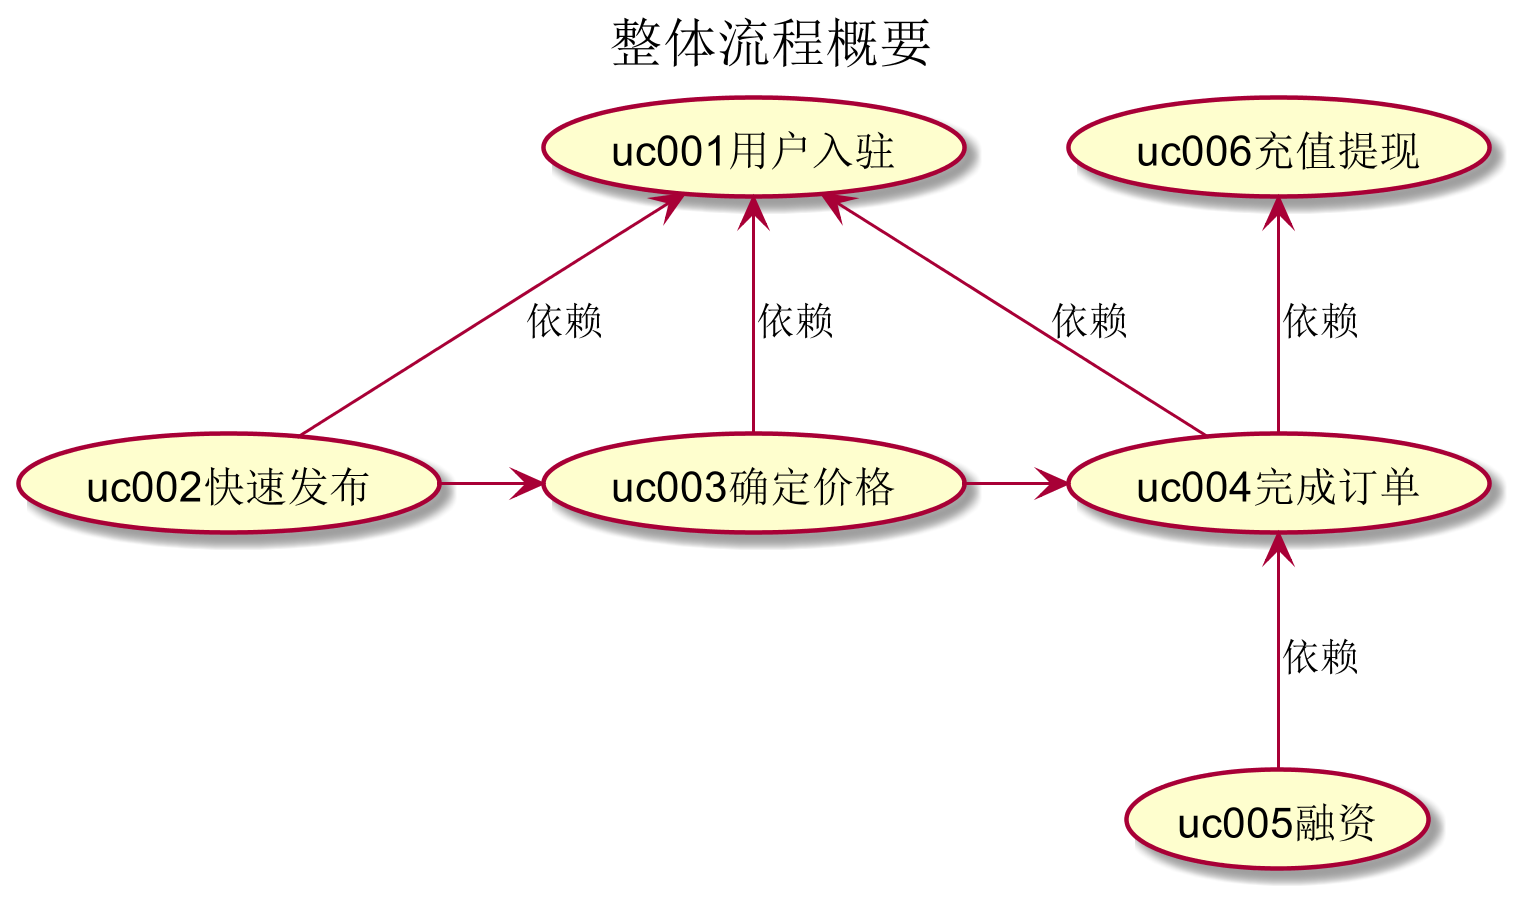 整体流程概要
uc001用户入驻
uc006充值提现
依赖
依赖
依赖
依赖
uc002快速发布
uc003确定价格
uc004完成订单
依赖
uc005融资